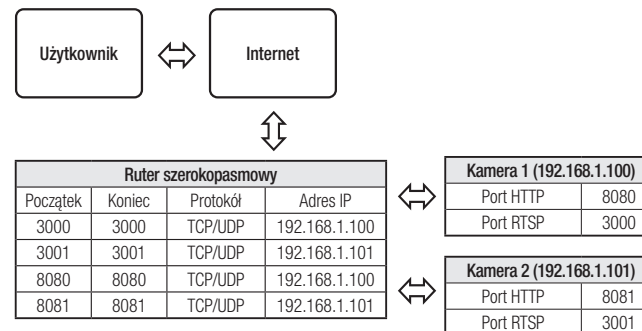 Użytkownik
Internet
Ruter szerokopasmowy
Początek Koniec Protokół Adres IP
3000 3000 TCP/UDP 192.168.1.100
3001 3001 TCP/UDP 192.168.1.101
8080 8080 TCP/UDP 192.168.1.100
8081 8081 TCP/UDP 192.168.1.101
Kamera 1 (192.168.1.100)
Port HTTP 8080
Port RTSP 3000
Kamera 2 (192.168.1.101)
Port HTTP 8081
Port RTSP 3001